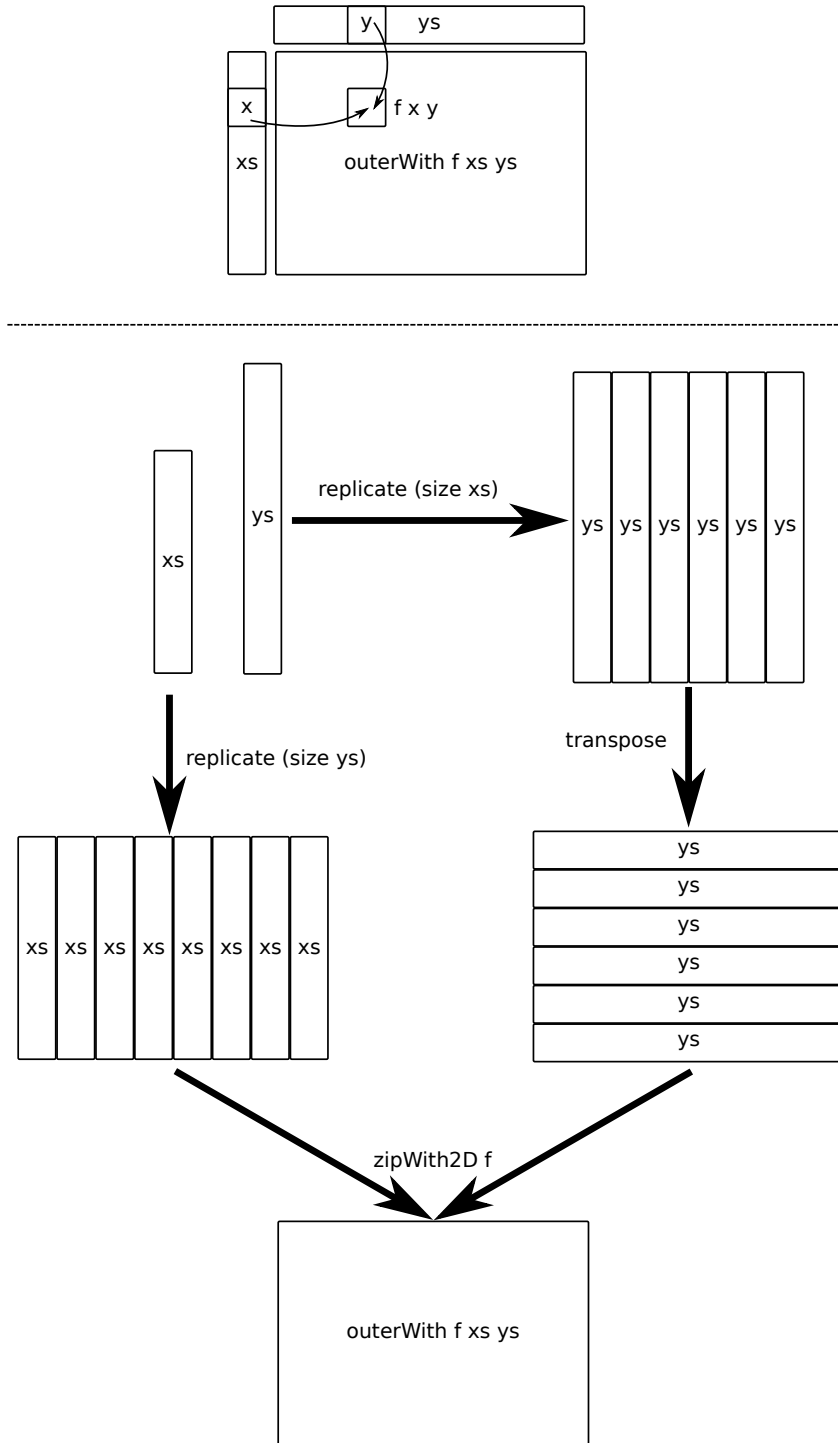 y ys
x
f x y
xs
outerWith f xs ys
replicate (size xs)
ys
xs
ys ys ys ys ys ys
replicate (size ys)
transpose
xs xs xs xs xs xs xs xs
ys
ys
ys
ys
ys
ys
zipWith2D f
outerWith f xs ys